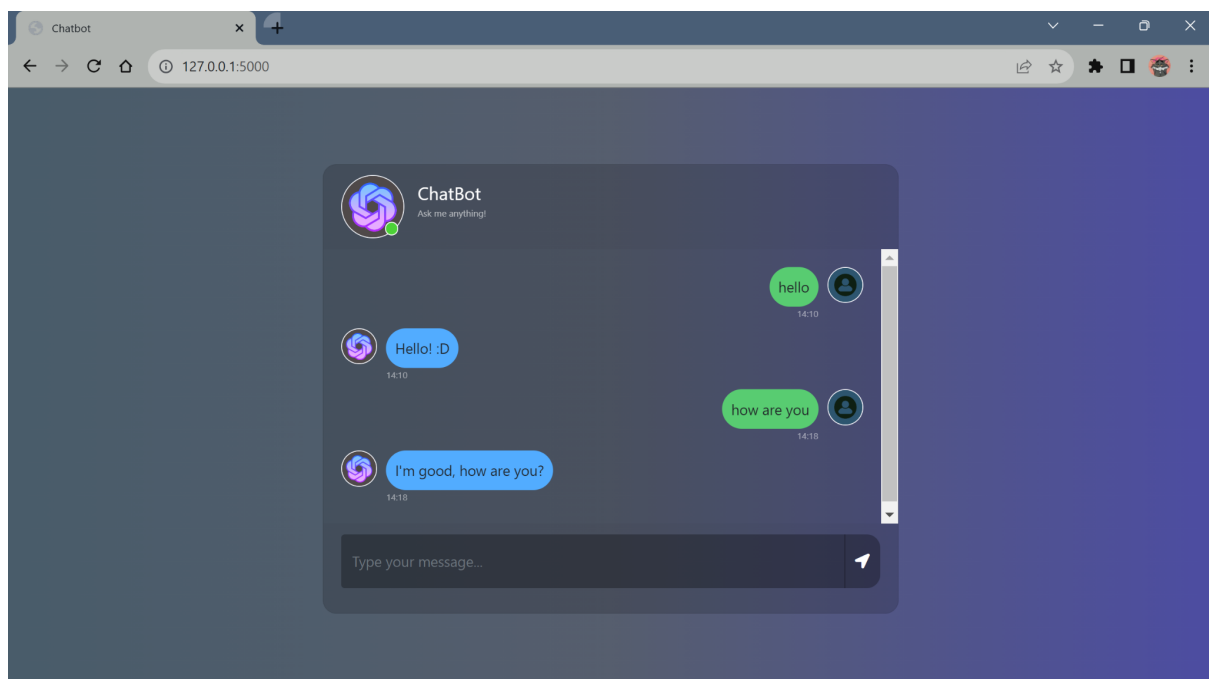 Chatbot
127.0.0.1:5000
ChatBot
Ask me anything!
hello
14:10
Hello! :D
14:10
how are you
14:18
I'm good, how are you?
14:18
Type your message...